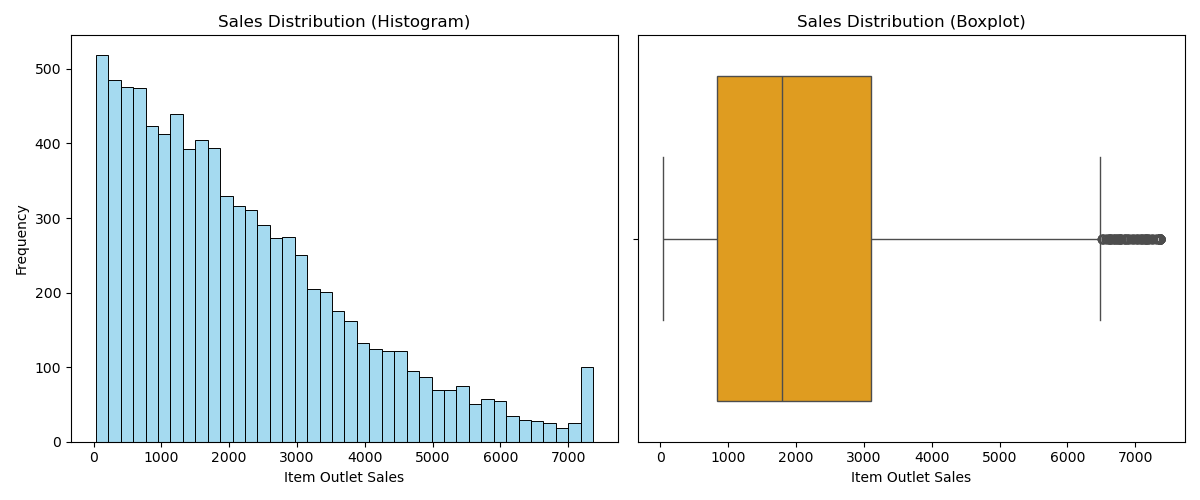 Sales Distribution (Histogram)
500
400
300
200
100
0
Frequency
0 1000 2000 3000 4000 5000 6000 7000
Item Outlet Sales
Sales Distribution (Boxplot)
0 1000 2000 3000 4000 5000 6000 7000
Item Outlet Sales